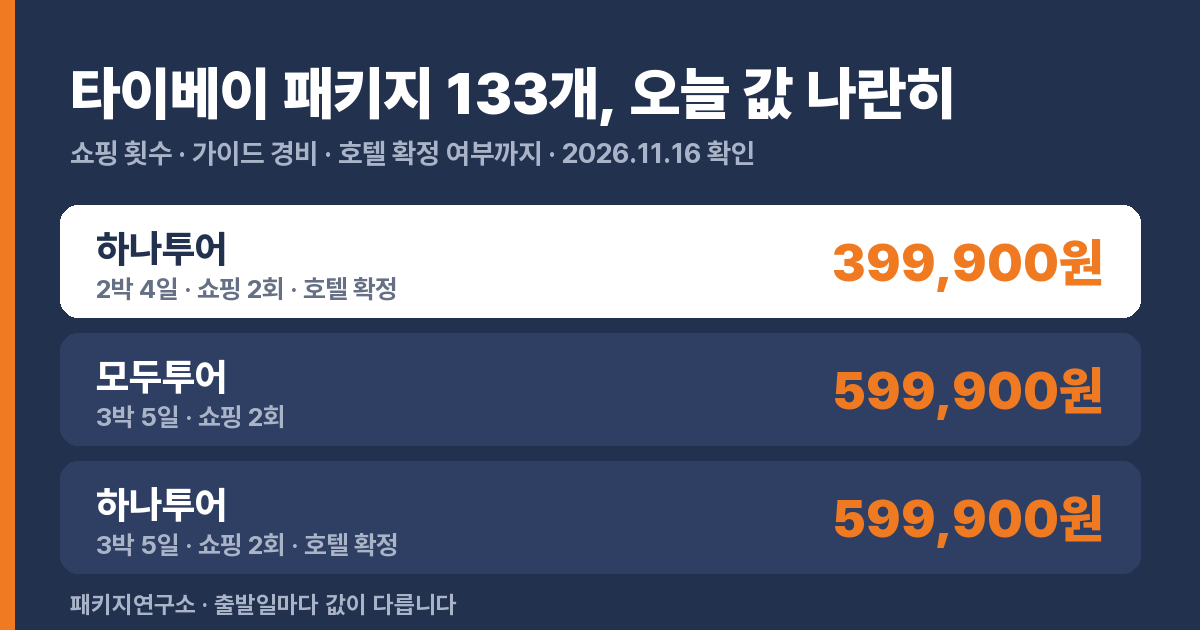 타이베이 패키지 133개, 오늘 값 나란히
쇼핑 횟수 · 가이드 경비 · 호텔 확정 여부까지 · 2026.11.16 확인
하나투어
399,900원
2박 4일 · 쇼핑 2회 · 호텔 확정
모두투어
599,900원
3박 5일 · 쇼핑 2회
하나투어
599,900원
3박 5일 · 쇼핑 2회 · 호텔 확정
패키지연구소 · 출발일마다 값이 다릅니다